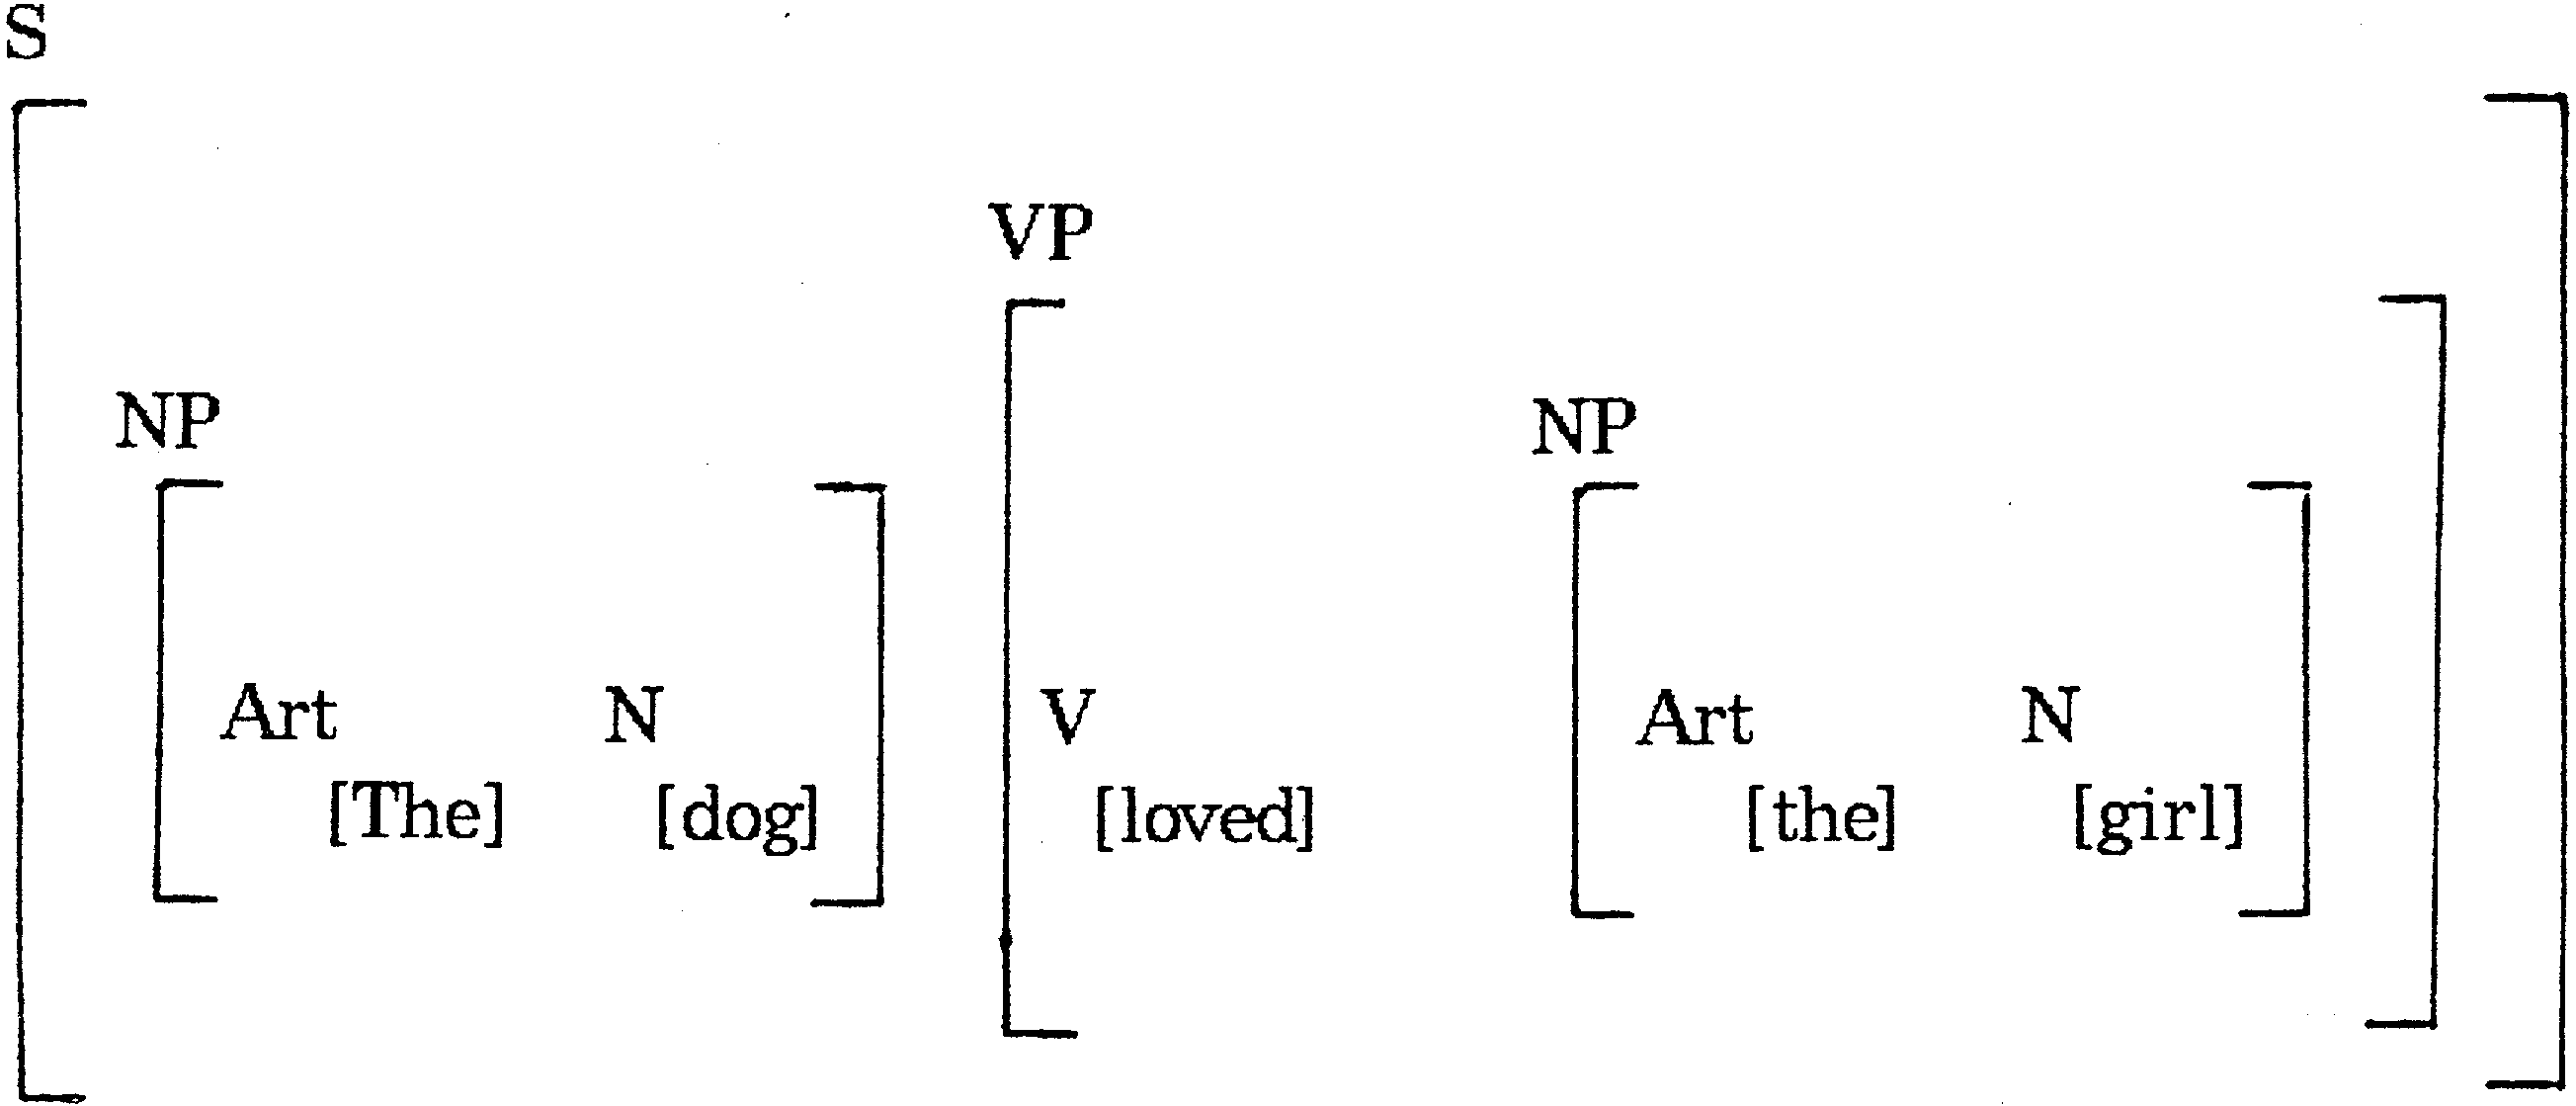 S
VP
NP NP
Art N V Art N
[The] [dog] [loved] [the] [girl]